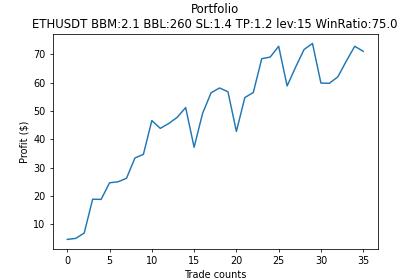 Portfolio
ETHUSDT BBM:2.1 BBL:260 SL:1.4 TP:1.2 lev:15 WinRatio:75.0
70
60
50
40
30
20
10
Profit ($)
0 5 10 15 20 25 30 35
Trade counts